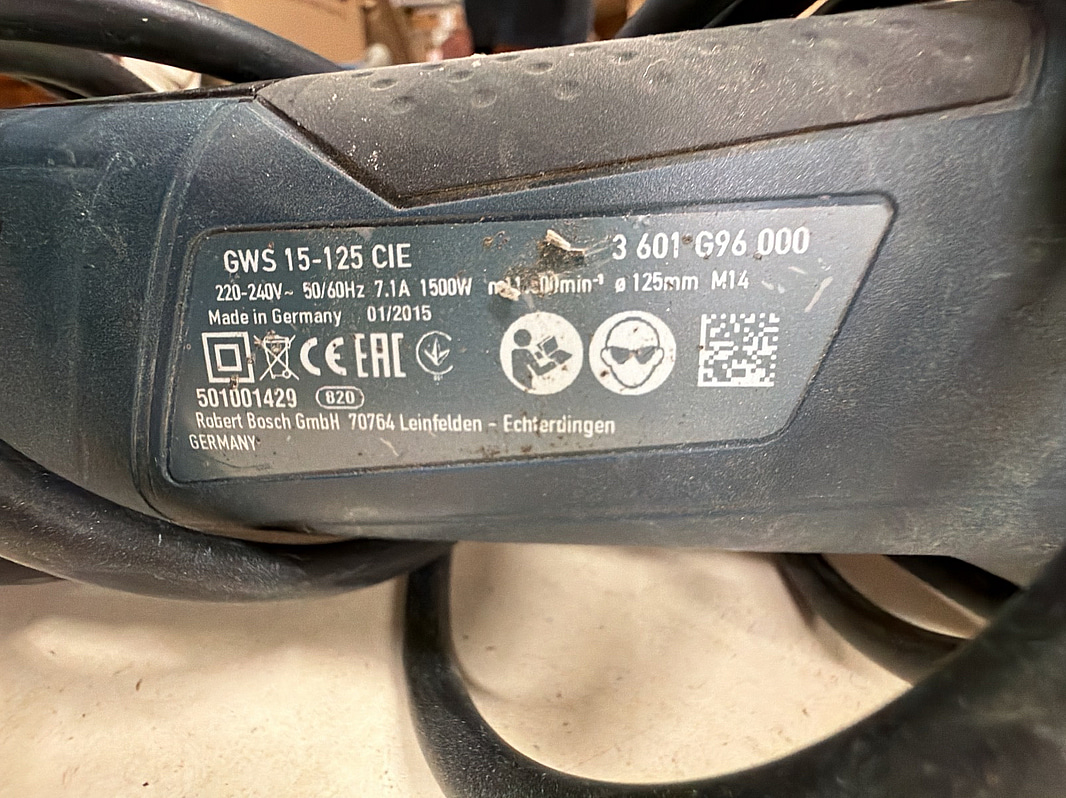 GWS 15-125 CIE 3 601 G96 000
220-240V~ 50/60Hz 7.1A 1500W ø 125mm M14
Made in Germany 01/2015
CE EAC
501001429 820
Robert Bosch GmbH 70764 Leinfelden - Echterdingen
GERMANY